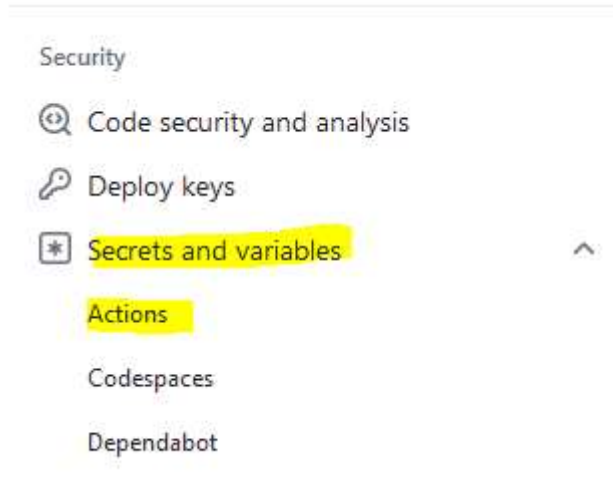 Security
Code security and analysis
Deploy keys
Secrets and variables
Actions
Codespaces
Dependabot